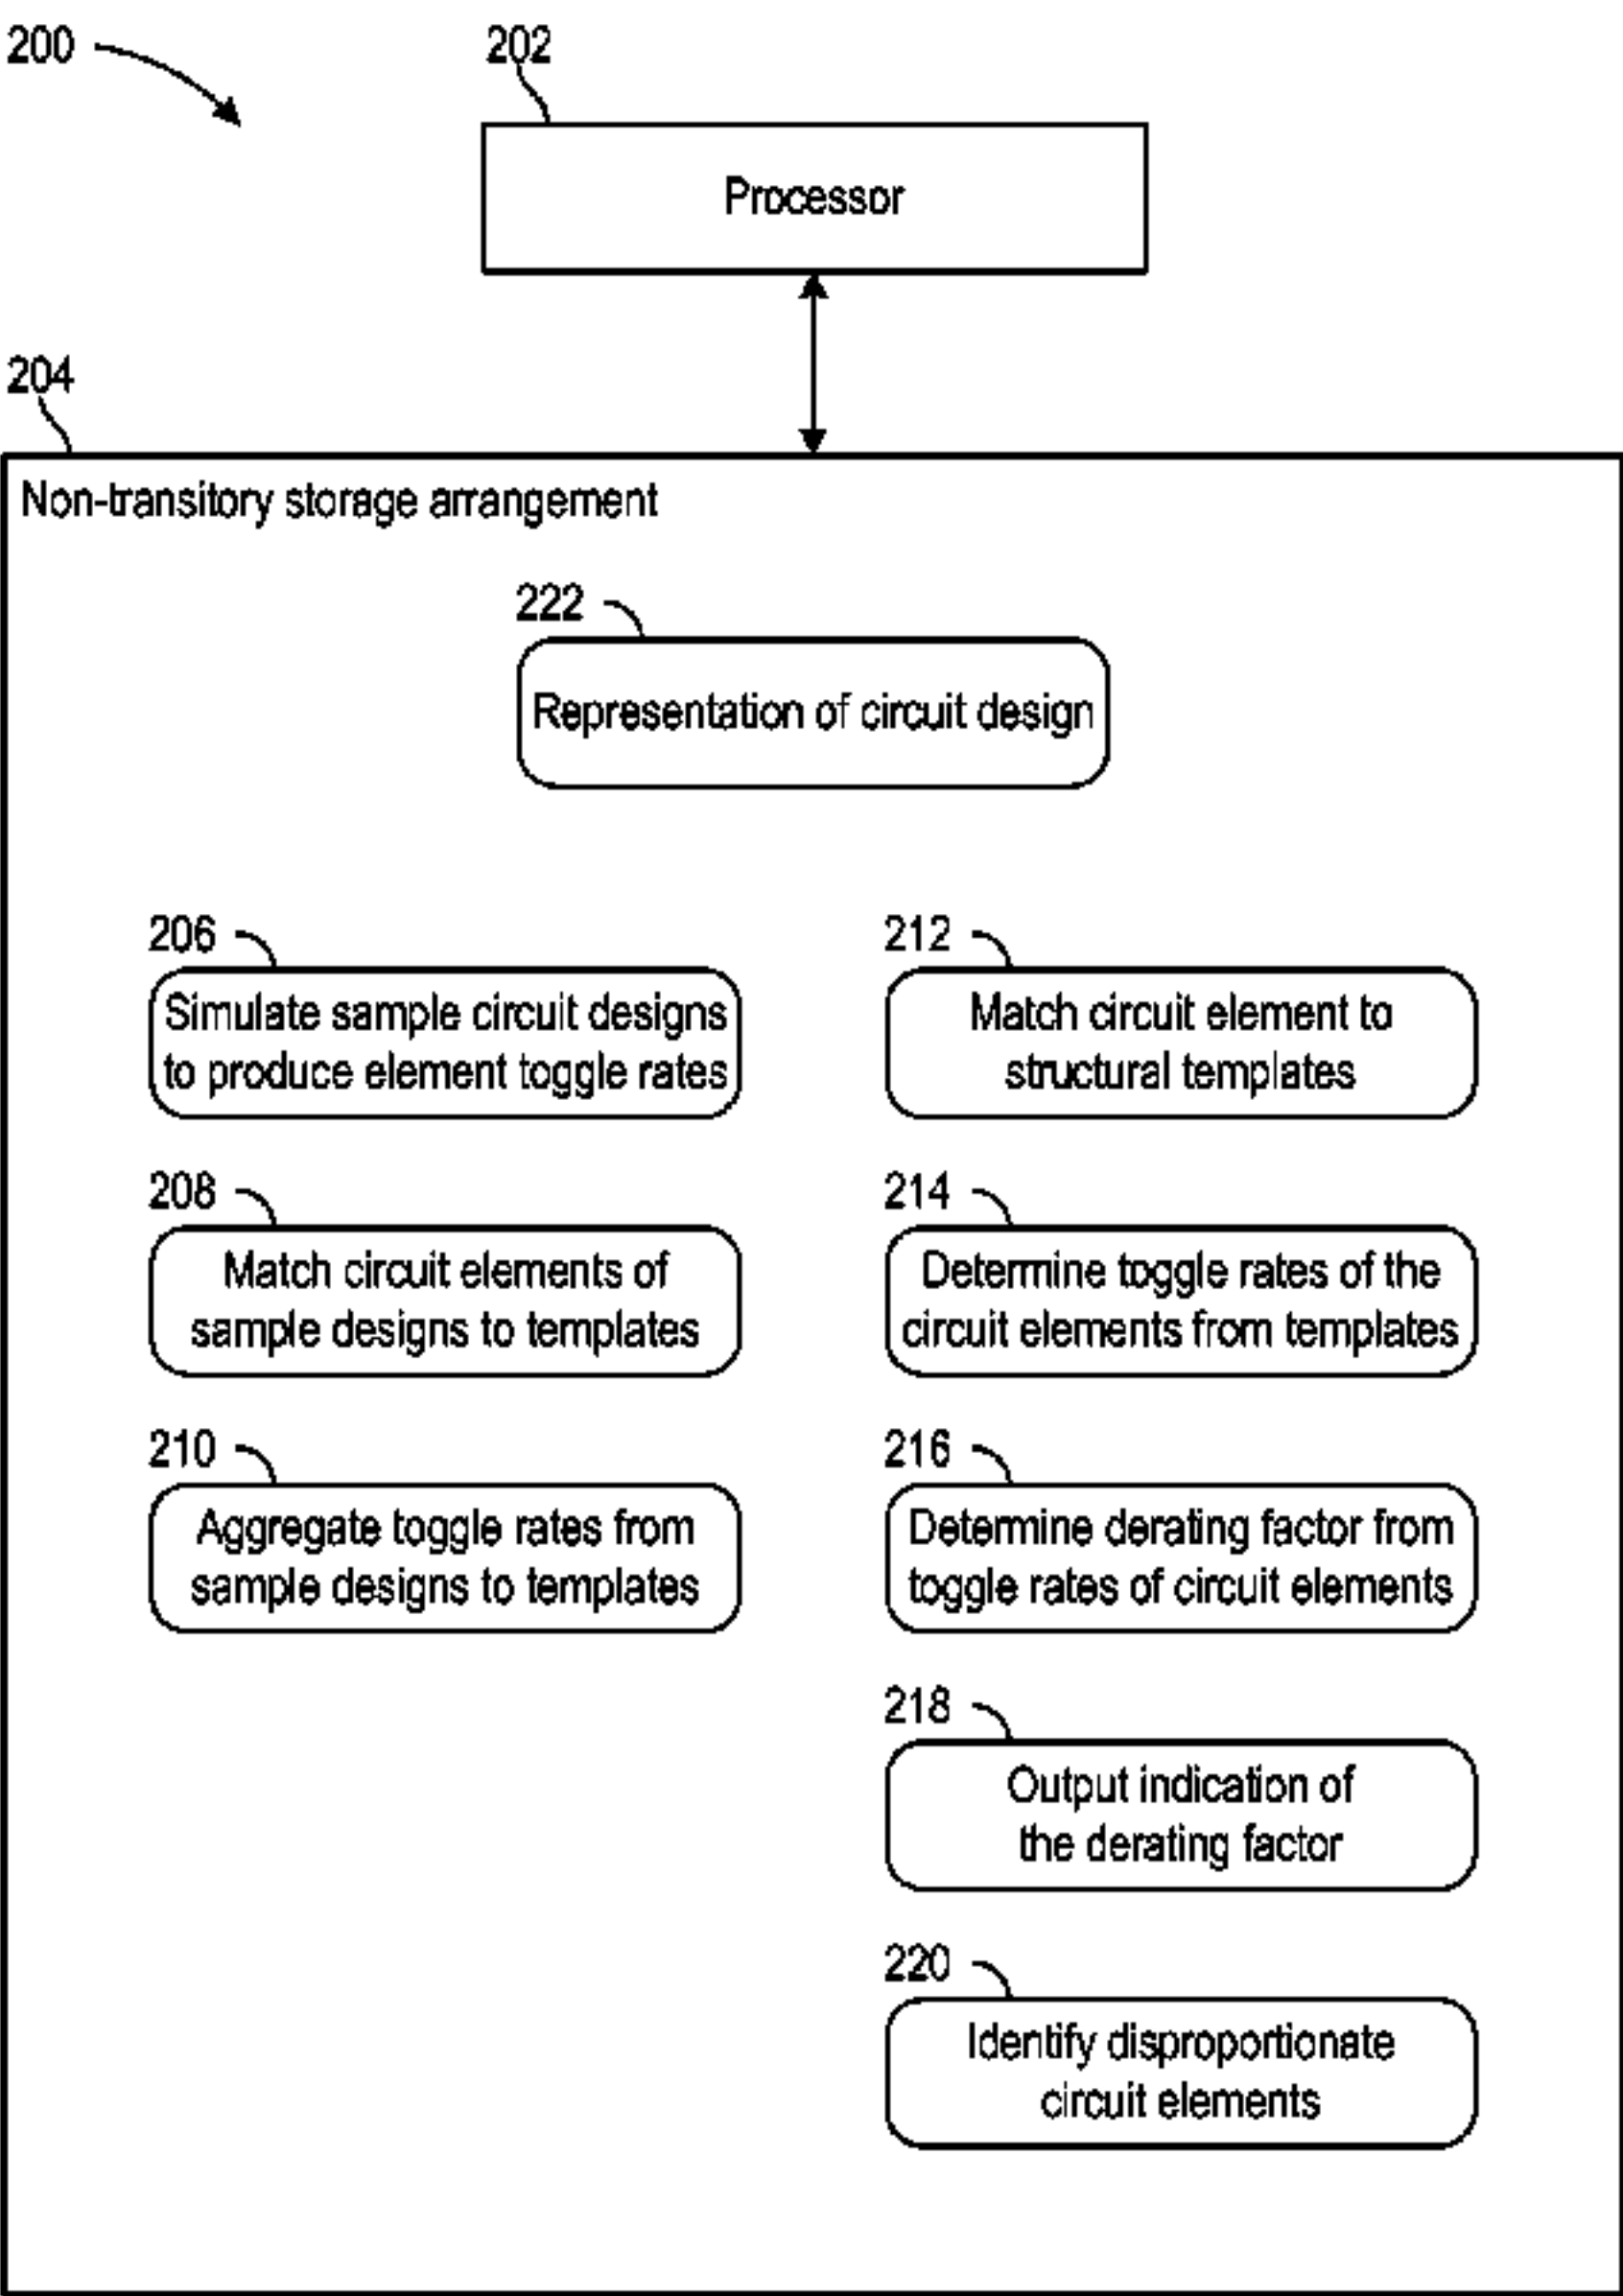 200
202
Processor
204
Non-transitory storage arrangement
222
Representation of circuit design
206
Simulate sample circuit designs
to produce element toggle rates
208
Match circuit elements of
sample designs to templates
210
Aggregate toggle rates from
sample designs to templates
212
Match circuit element to
structural templates
214
Determine toggle rates of the
circuit elements from templates
216
Determine derating factor from
toggle rates of circuit elements
218
Output indication of
the derating factor
220
Identify disproportionate
circuit elements